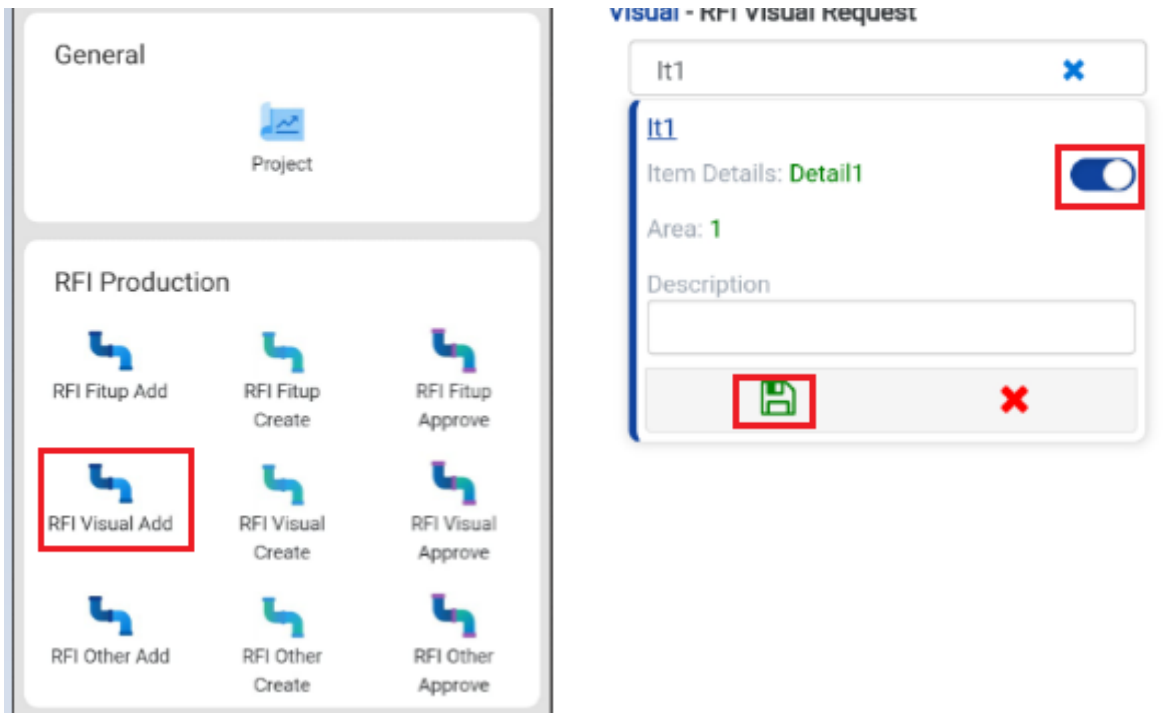 General
Project
RFI Production
RFI Fitup Add
RFI Fitup
Create
RFI Fitup
Approve
RFI Visual Add
RFI Visual
Create
RFI Visual
Approve
RFI Other Add
RFI Other
Create
RFI Other
Approve
Visual - RFI Visual Request
It1
It1
Item Details: Detail1
Area: 1
Description